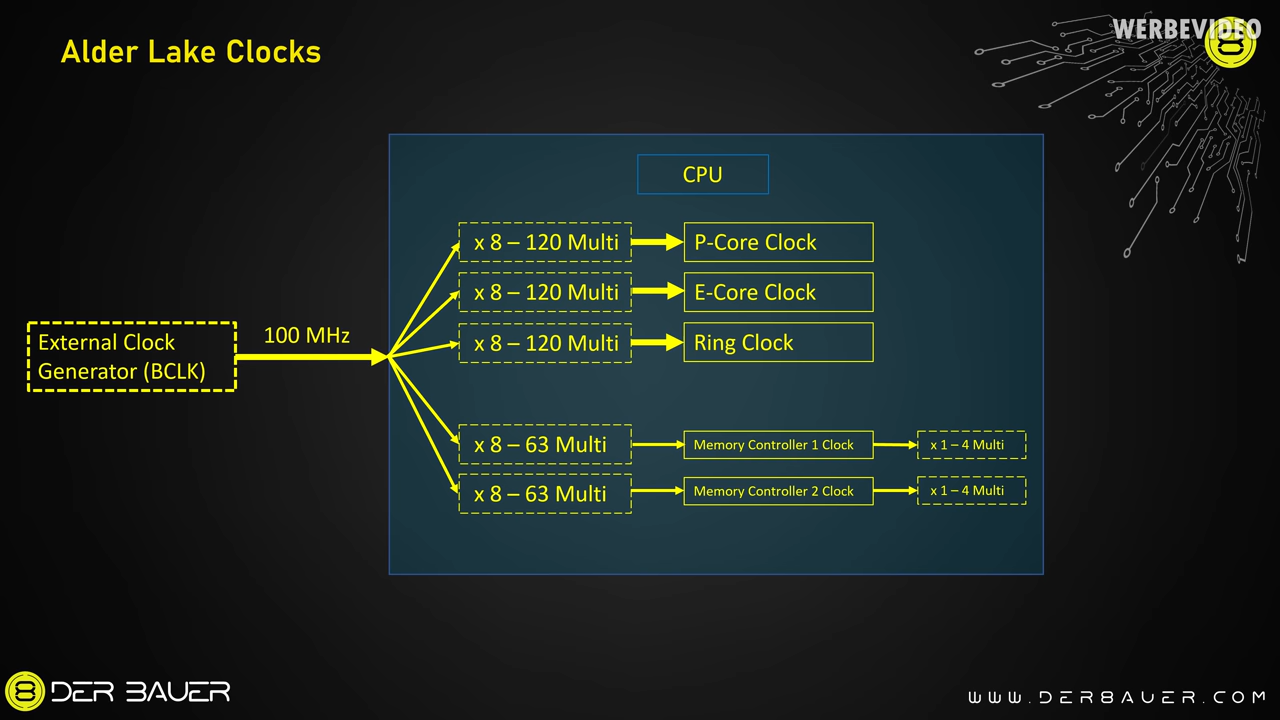 WERBEVIDEO
Alder Lake Clocks
CPU
x 8 – 120 Multi
P-Core Clock
x 8 – 120 Multi
E-Core Clock
x 8 – 120 Multi
Ring Clock
100 MHz
External Clock
Generator (BCLK)
x 8 – 63 Multi
Memory Controller 1 Clock
x 1 – 4 Multi
x 8 – 63 Multi
Memory Controller 2 Clock
x 1 – 4 Multi
DER BAUER
WWW.DER8AUER.COM